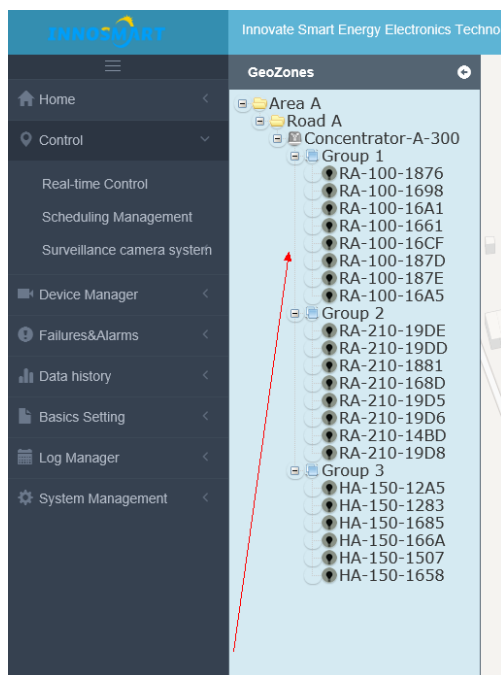 INNOSMART
Innovate Smart Energy Electronics Techno
GeoZones
Home
Control
Real-time Control
Scheduling Management
Surveillance camera system
Device Manager
Failures&Alarms
Data history
Basics Setting
Log Manager
System Management
Area A
Road A
Concentrator-A-300
Group 1
RA-100-1876
RA-100-1698
RA-100-16A1
RA-100-1661
RA-100-16CF
RA-100-187D
RA-100-187E
RA-100-16A5
Group 2
RA-210-19DE
RA-210-19DD
RA-210-1881
RA-210-168D
RA-210-19D5
RA-210-19D6
RA-210-14BD
RA-210-19D8
Group 3
HA-150-12A5
HA-150-1283
HA-150-1685
HA-150-166A
HA-150-1507
HA-150-1658